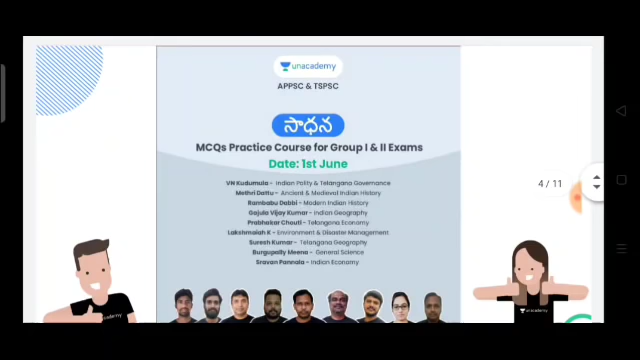 unacademy
APPSC & TSPSC
సాధన
MCQs Practice Course for Group I & II Exams
Date: 1st June
VN Kudumula - Indian Polity & Telangana Governance
Methri Dattu - Ancient & Medieval Indian History
Rambabu Dabbi - Modern Indian History
Gajula Vijay Kumar - Indian Geography
Prabhakar Chouti - Telangana Economy
Lakshmaiah K - Environment & Disaster Management
Suresh Kumar - Telangana Geography
Burgupally Meena - General Science
Sravan Pannala - Indian Economy
4 / 11
unacademy